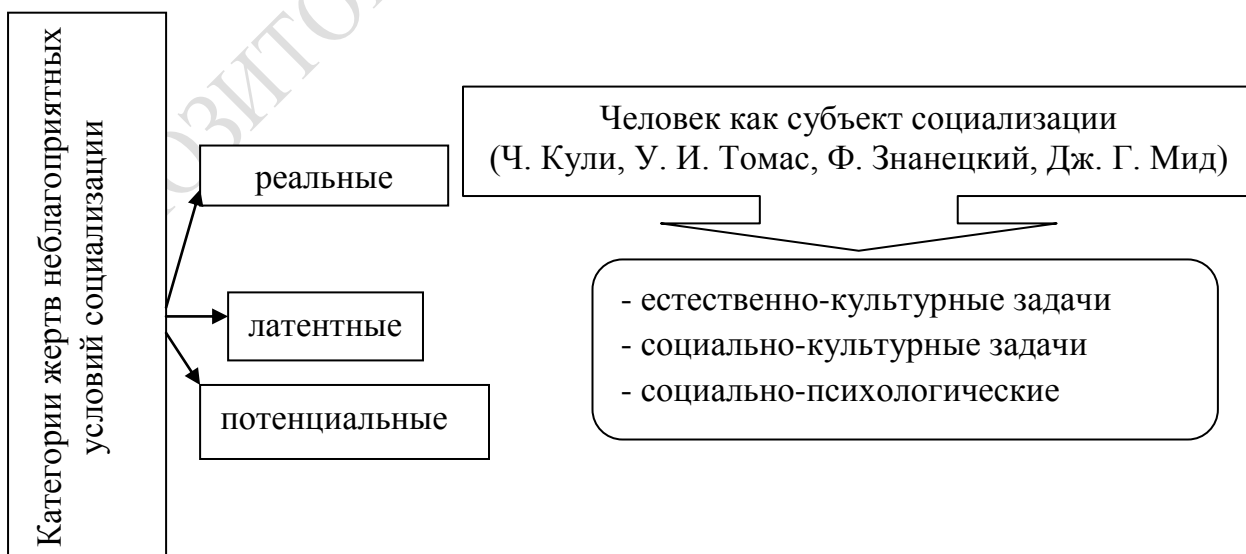 Категории жертв неблагоприятных
условий социализации
реальные
латентные
потенциальные
Человек как субъект социализации
(Ч. Кули, У. И. Томас, Ф. Знанецкий, Дж. Г. Мид)
- естественно-культурные задачи
- социально-культурные задачи
- социально-психологические